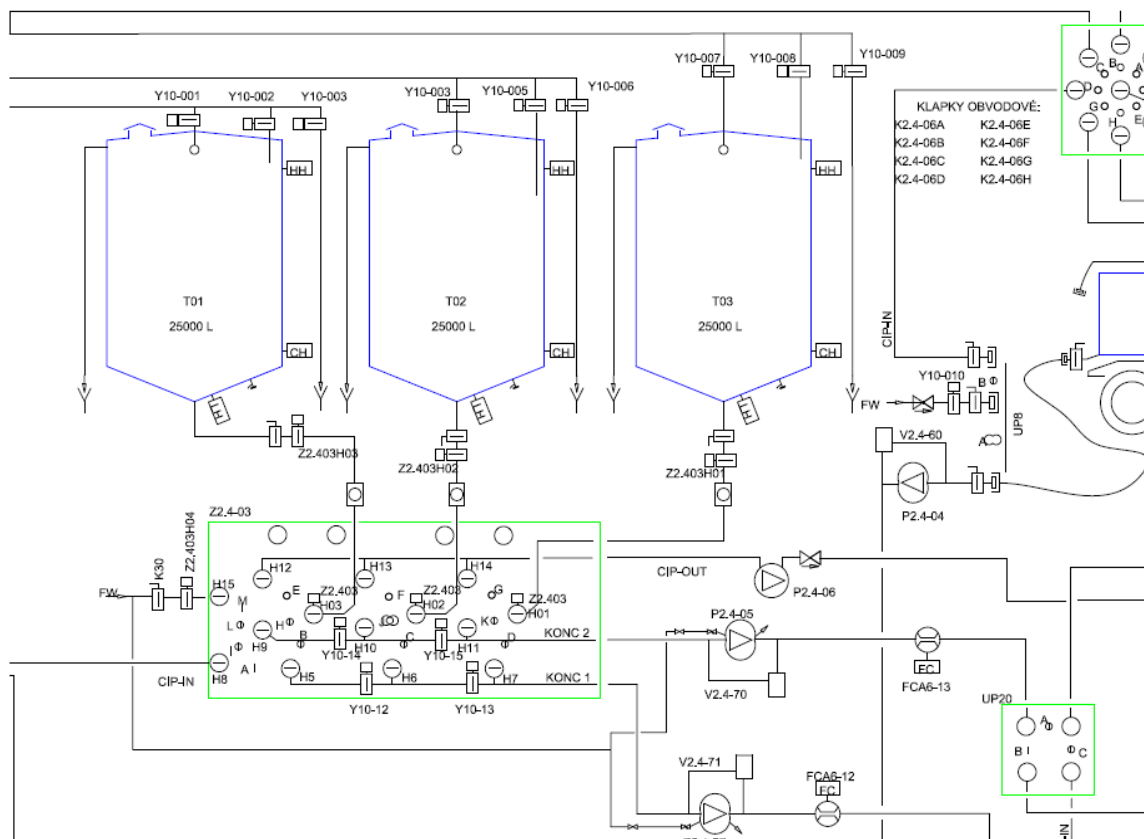 Y10-007
Y10-008
Y10-009
Y10-001
Y10-002
Y10-003
Y10-003
Y10-005
Y10-006
C
B
A
D
G
H
KLAPKY OBVODOVÉ:
K2.4-06A K2.4-06E
K2.4-06B K2.4-06F
K2.4-06C K2.4-06G
K2.4-06D K2.4-06H
HH
HH
HH
T01
25000 L
T02
25000 L
T03
25000 L
CH
CH
CH
LH
LH
LH
CIP-IN
Y10-010
B
FW
UP8
A
V2.4-60
P2.4-04
Z2.403H03
Z2.403H02
Z2.403H01
Z2.4-03
Z2.403H04
K30
FW
H15
H12
H13
H14
E
F
G
Z2.403
H03
Z2.403
H02
Z2.403
H01
M
L
H
I
A
H9
B
Y10-14
J
H10
C
Y10-15
K
H11
D
KONC 2
H8
H5
H6
H7
KONC 1
Y10-12
Y10-13
CIP-IN
CIP-OUT
P2.4-06
P2.4-05
V2.4-70
FCA6-13
FC
UP20
A
B
C
V2.4-71
FCA6-12
FC